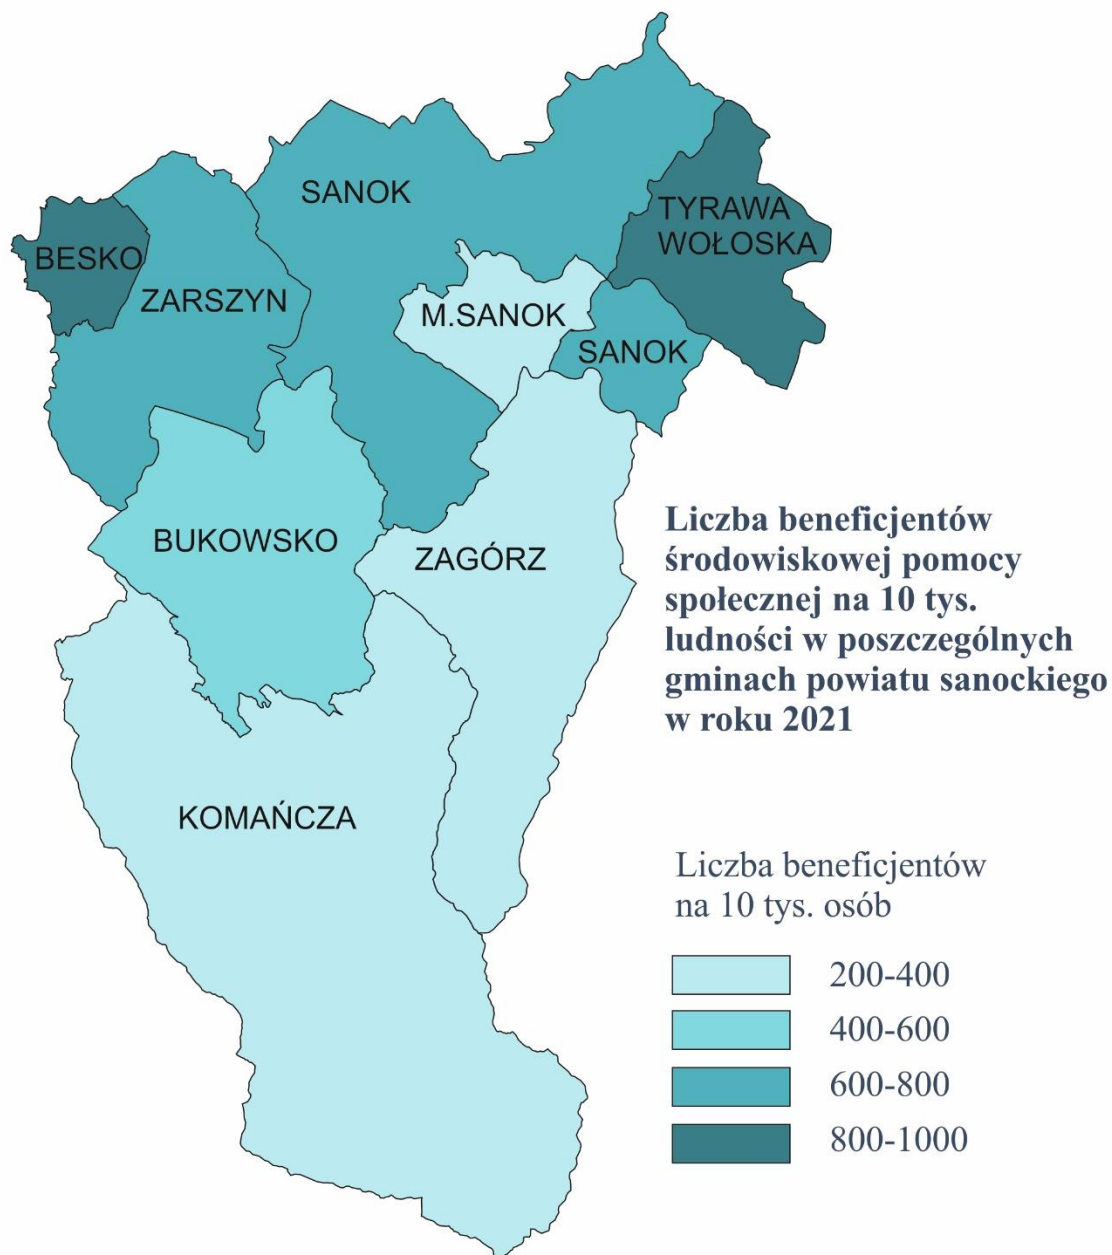 SANOK
TYRAWA
WOŁOSKA
BESKO
ZARSZYN
M.SANOK
SANOK
BUKOWSKO
ZAGÓRZ
KOMAŃCZA
Liczba beneficjentów
środowiskowej pomocy
społecznej na 10 tys.
ludności w poszczególnych
gminach powiatu sanockiego
w roku 2021
Liczba beneficjentów
na 10 tys. osób
200-400
400-600
600-800
800-1000